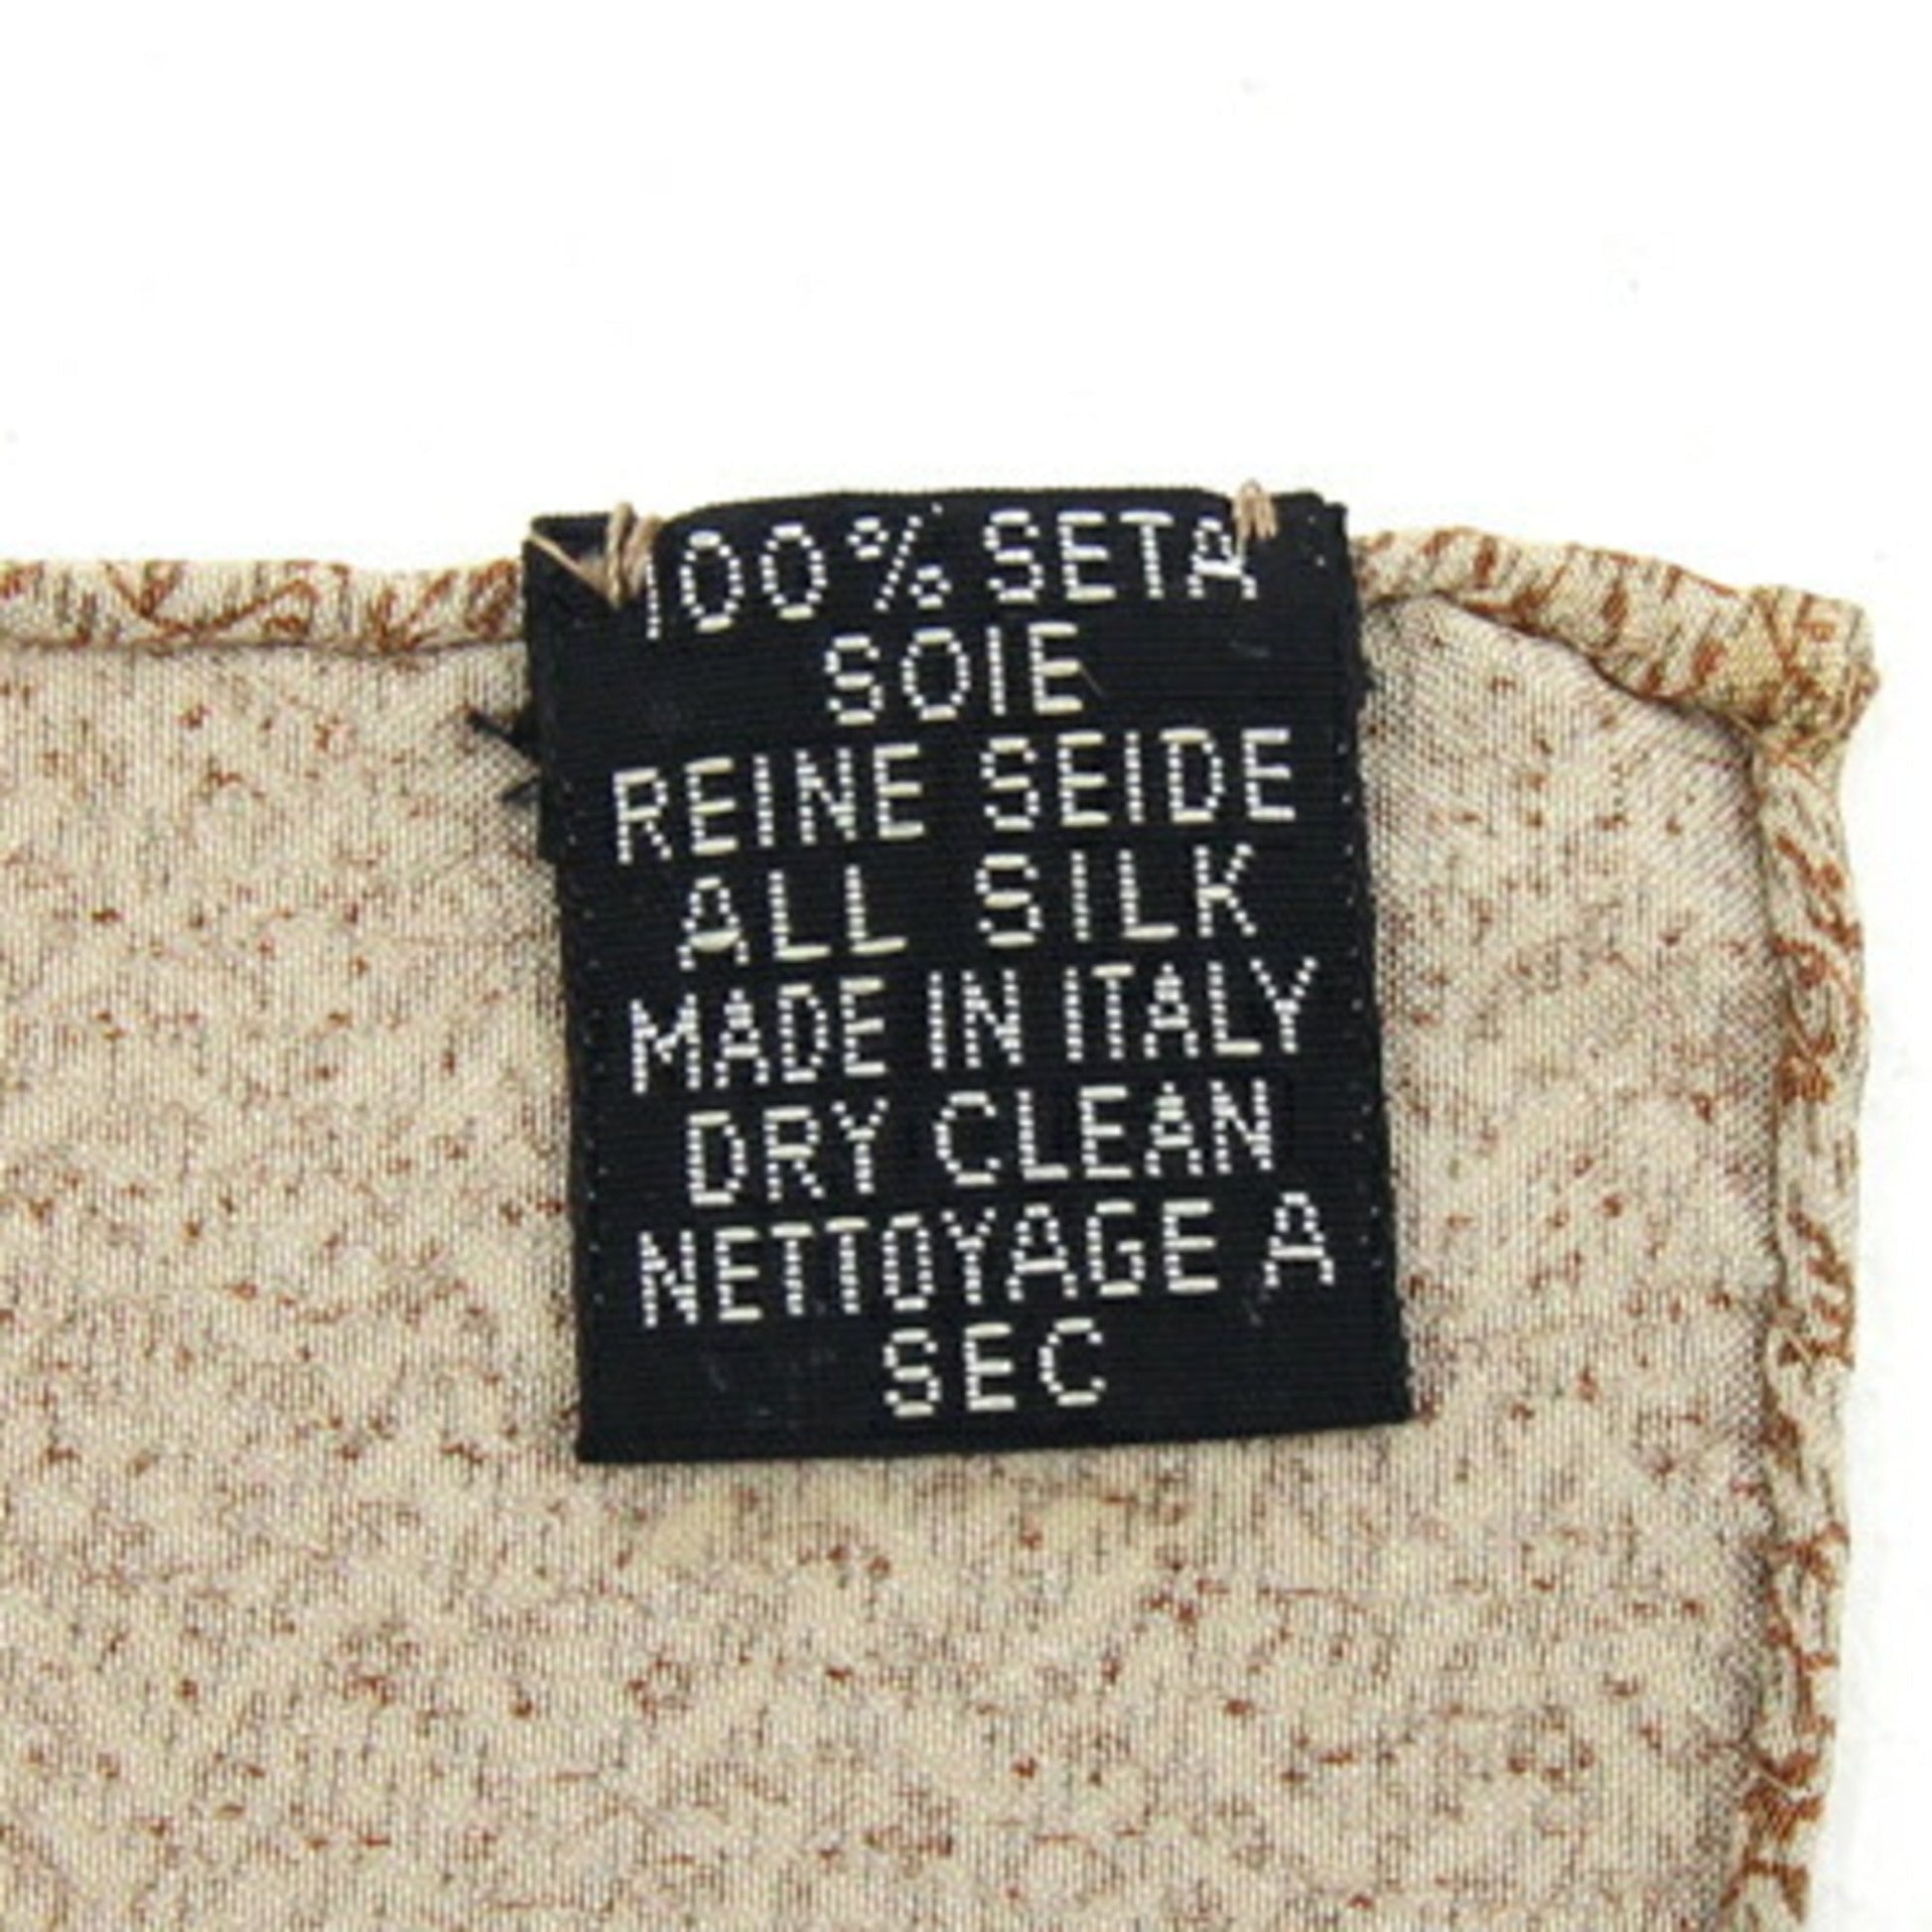 100% SETA
SOIE
REINE SEIDE
ALL SILK
MADE IN ITALY
DRY CLEAN
NETTOYAGE A
SEC